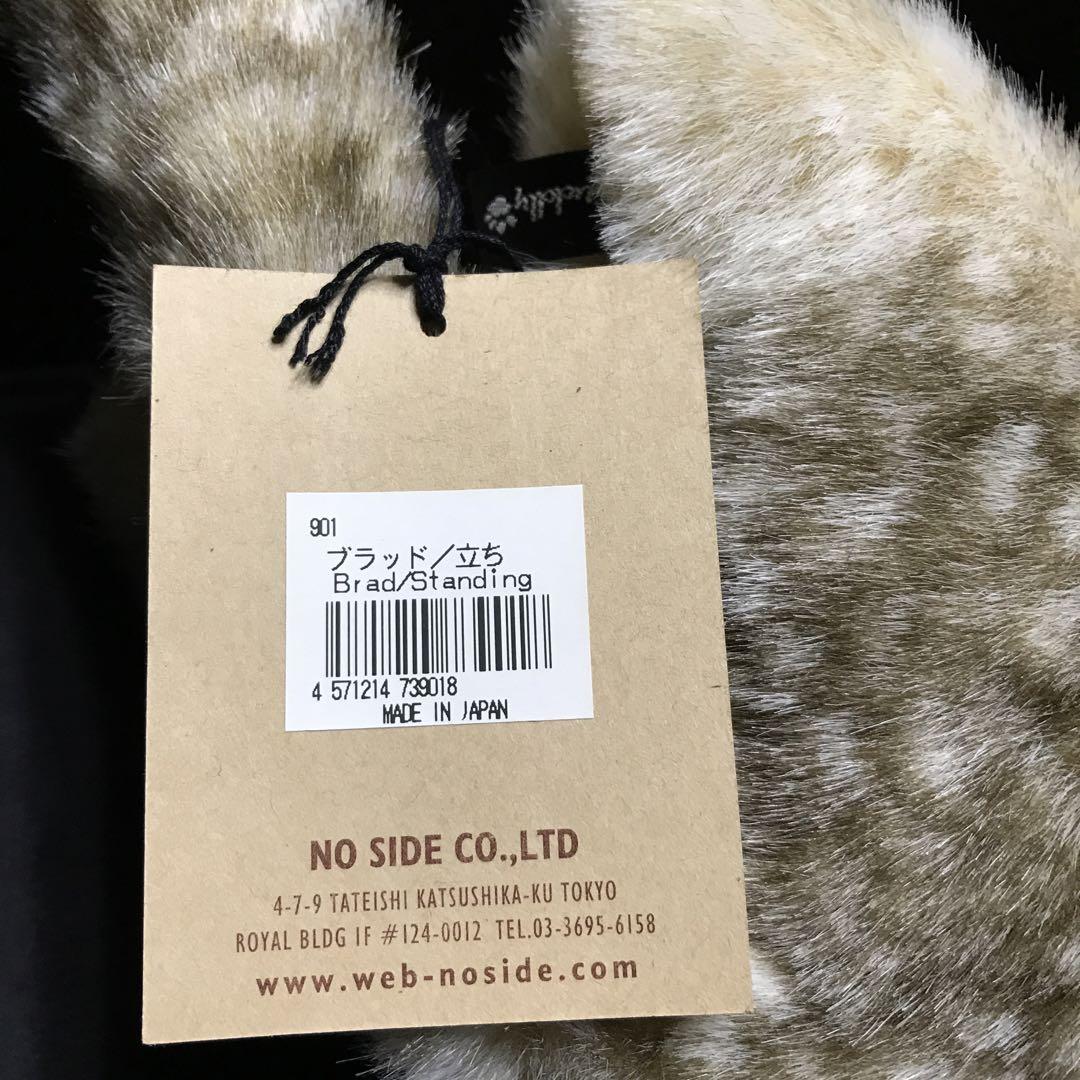 901
ブラッド／立ち
Brad/Standing
4 571214 739018
MADE IN JAPAN
NO SIDE CO.,LTD
4-7-9 TATEISHI KATSUSHIKA-KU TOKYO
ROYAL BLDG 1F #124-0012 TEL.03-3695-6158
www.web-noside.com